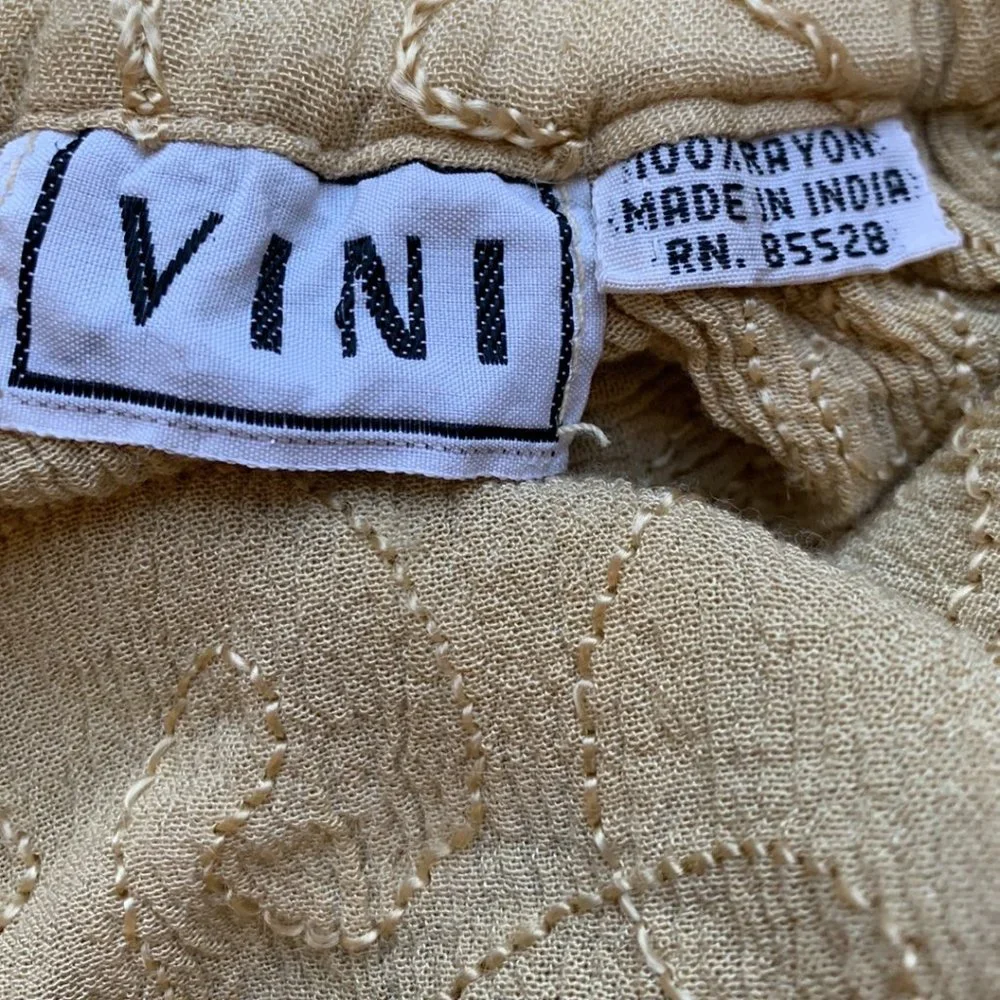 VINI
100% RAYON
MADE IN INDIA
RN. 85528